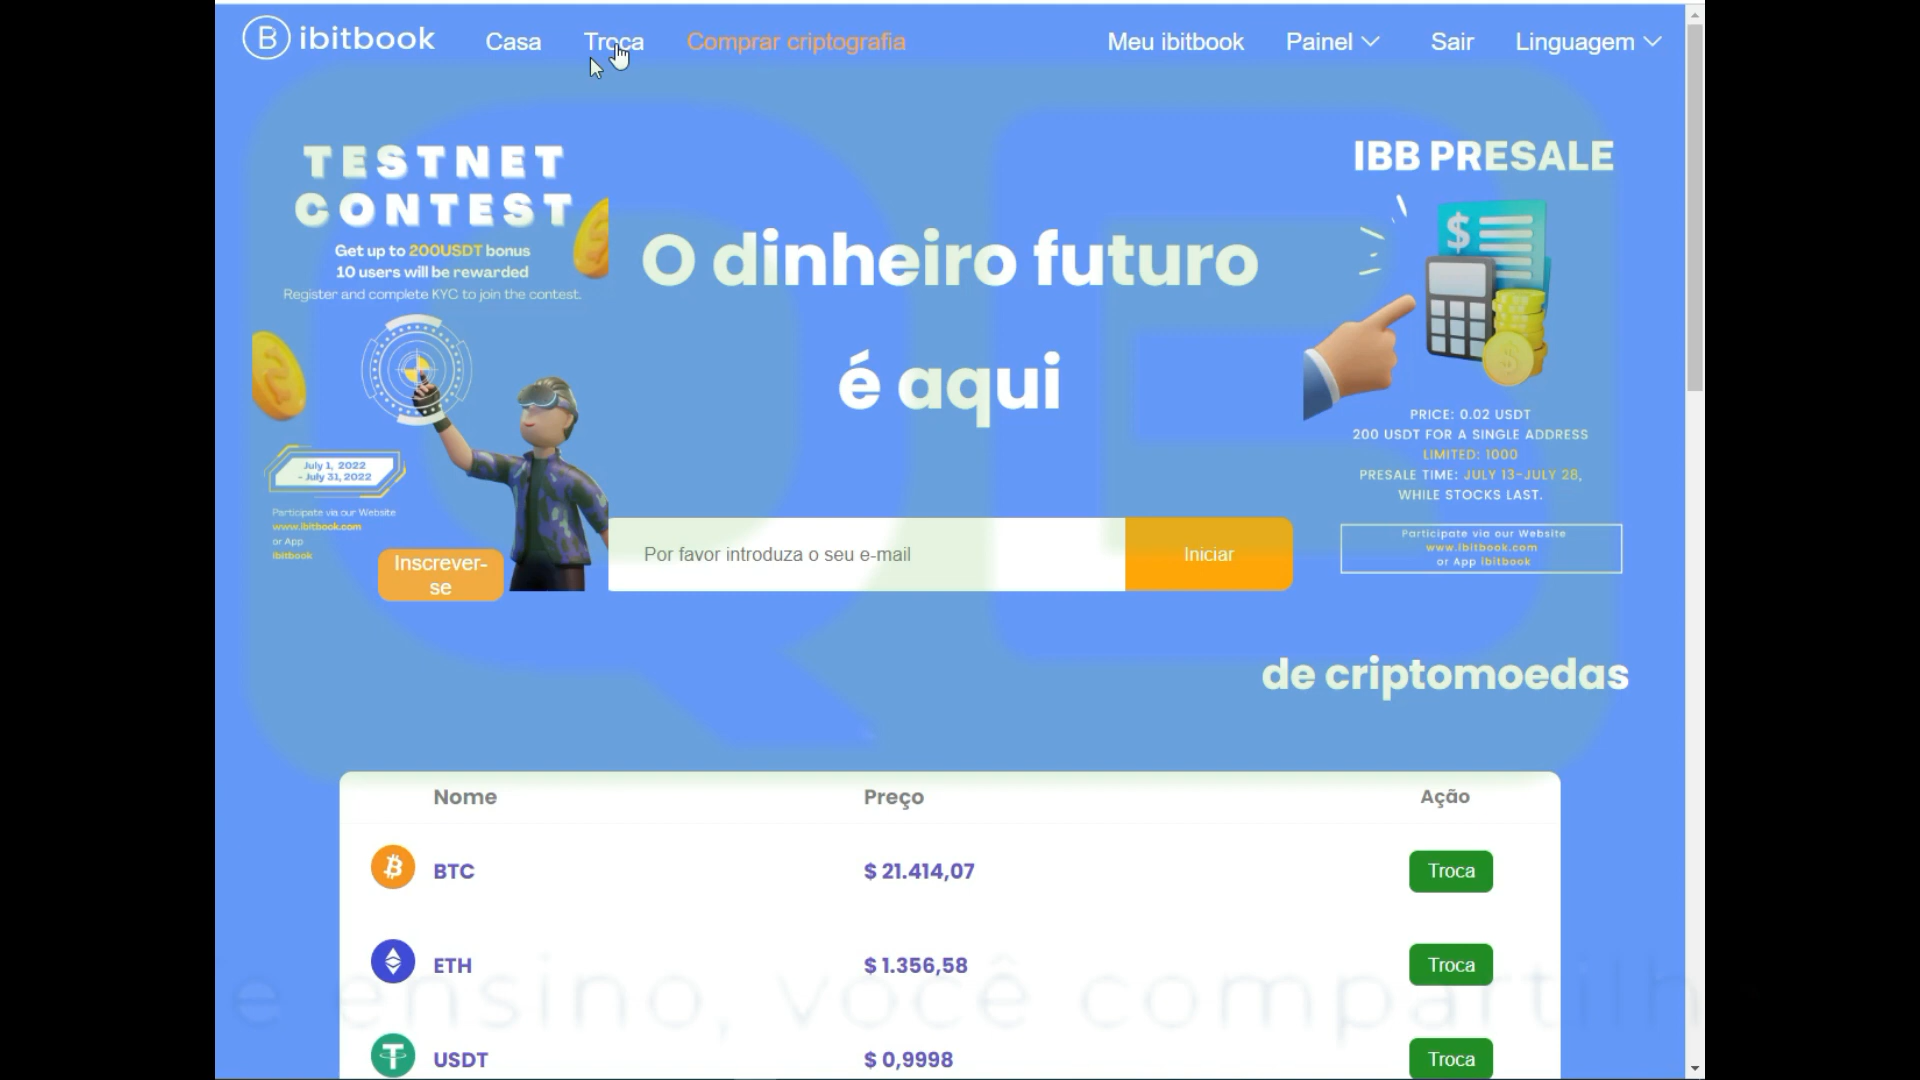 ibitbook Casa Troca Comprar criptografia Meu ibitbook Painel Sair Linguagem
TESTNET
CONTEST
Get up to 200USDT bonus
10 users will be rewarded
Register and complete KYC to join the contest.
July 1, 2022
- July 31, 2022
Participate via our Website
www.ibitbook.com
or App
ibitbook
Inscrever-
se
O dinheiro futuro
é aqui
Por favor introduza o seu e-mail Iniciar
IBB PRESALE
PRICE: 0.02 USDT
200 USDT FOR A SINGLE ADDRESS
LIMITED: 1000
PRESALE TIME: JULY 13-JULY 28,
WHILE STOCKS LAST.
Participate via our Website
www.ibitbook.com
or App ibitbook
de criptomoedas
Nome Preço Ação
BTC $ 21.414,07 Troca
ETH $ 1.356,58 Troca
e ensino, você compartilh
USDT $ 0,9998 Troca